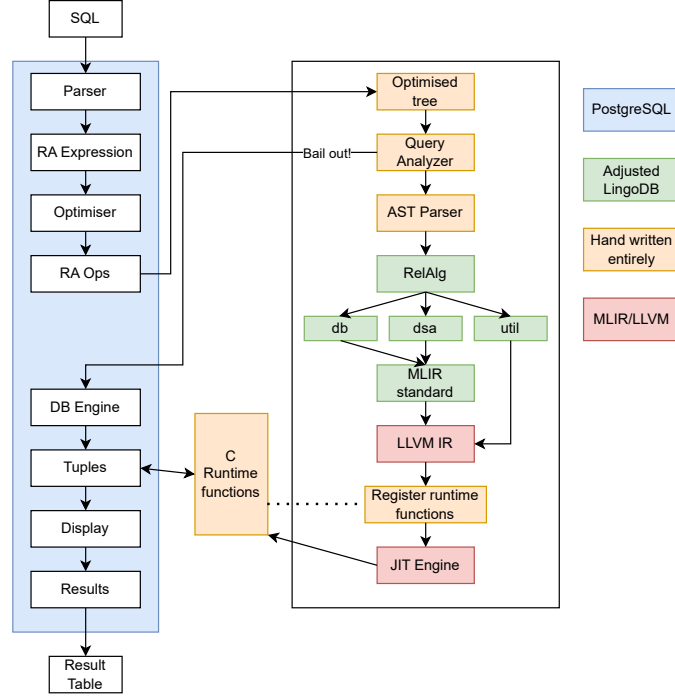 SQL
Parser
RA Expression
Optimiser
RA Ops
DB Engine
Tuples
Display
Results
Result
Table
C
Runtime
functions
Bail out!
Optimised
tree
Query
Analyzer
AST Parser
RelAlg
db
dsa
util
MLIR
standard
LLVM IR
Register runtime
functions
JIT Engine
PostgreSQL
Adjusted
LingoDB
Hand written
entirely
MLIR/LLVM